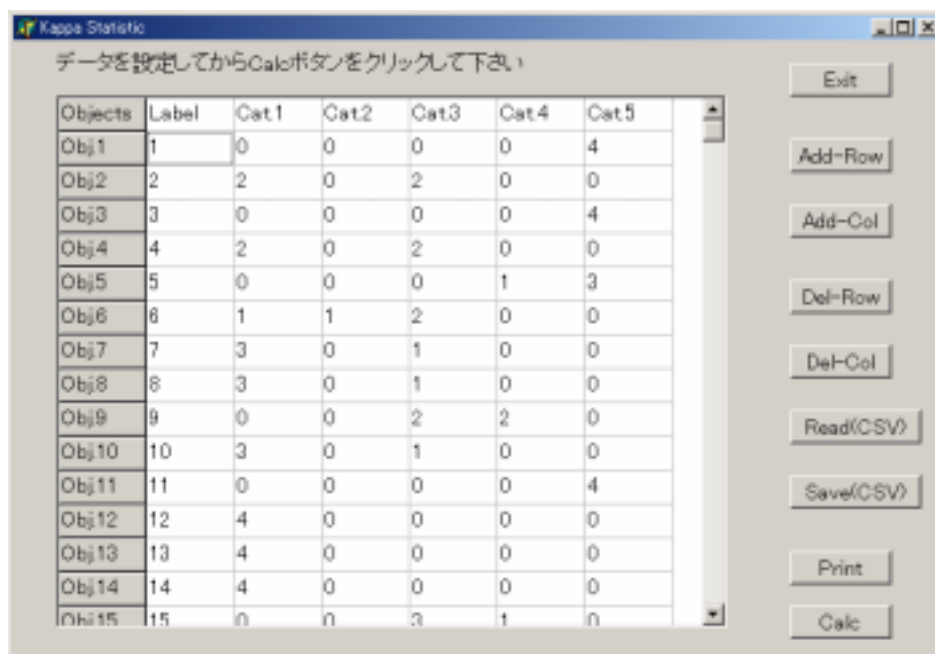 Kappa Statistic
データを設定してからCalcボタンをクリックして下さい
Objects Label Cat.1 Cat.2 Cat.3 Cat.4 Cat.5
Obj.1 1 0 0 0 0 4
Obj.2 2 2 0 2 0 0
Obj.3 3 0 0 0 0 4
Obj.4 4 2 0 2 0 0
Obj.5 5 0 0 0 1 3
Obj.6 6 1 1 2 0 0
Obj.7 7 3 0 1 0 0
Obj.8 8 3 0 1 0 0
Obj.9 9 0 0 2 2 0
Obj.10 10 3 0 1 0 0
Obj.11 11 0 0 0 0 4
Obj.12 12 4 0 0 0 0
Obj.13 13 4 0 0 0 0
Obj.14 14 4 0 0 0 0
Obj.15 15 0 0 3 1 0
Exit
Add-Row
Add-Col
Del-Row
Del-Col
Read(CSV)
Save(CSV)
Print
Calc